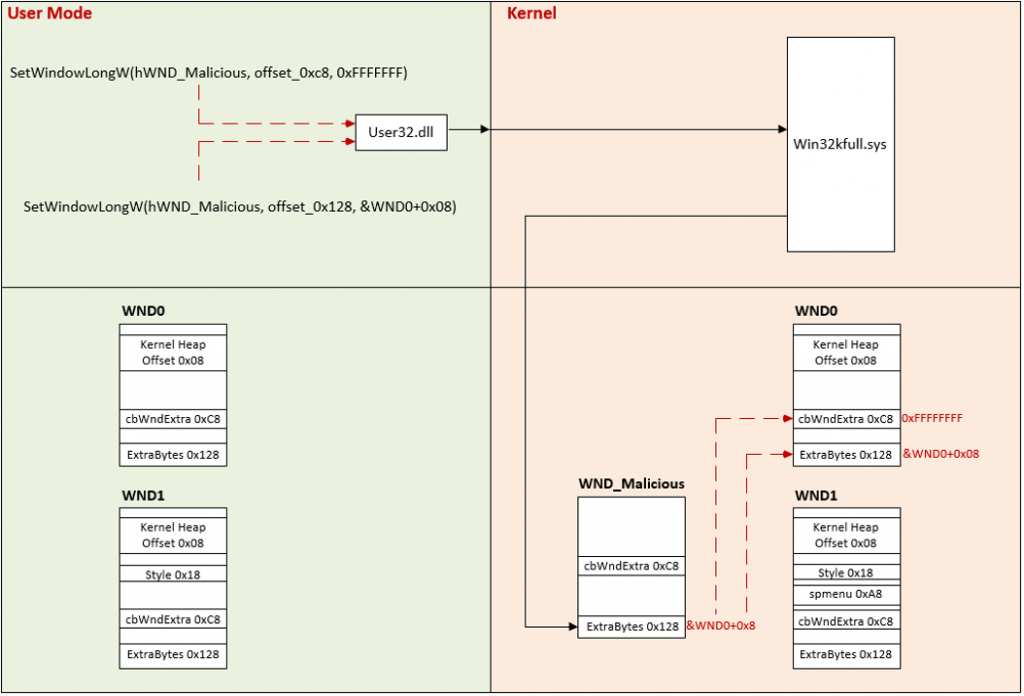 User Mode
Kernel
SetWindowLongW(hWND_Malicious, offset_0xc8, 0xFFFFFFF)
User32.dll
Win32kfull.sys
SetWindowLongW(hWND_Malicious, offset_0x128, &WND0+0x08)
WND0
Kernel Heap
Offset 0x08
cbWndExtra 0xC8
ExtraBytes 0x128
WND1
Kernel Heap
Offset 0x08
Style 0x18
cbWndExtra 0xC8
ExtraBytes 0x128
WND_Malicious
cbWndExtra 0xC8
ExtraBytes 0x128
&WND0+0x8
WND0
Kernel Heap
Offset 0x08
cbWndExtra 0xC8
0xFFFFFFFF
ExtraBytes 0x128
&WND0+0x08
WND1
Kernel Heap
Offset 0x08
Style 0x18
spmenu 0xA8
cbWndExtra 0xC8
ExtraBytes 0x128